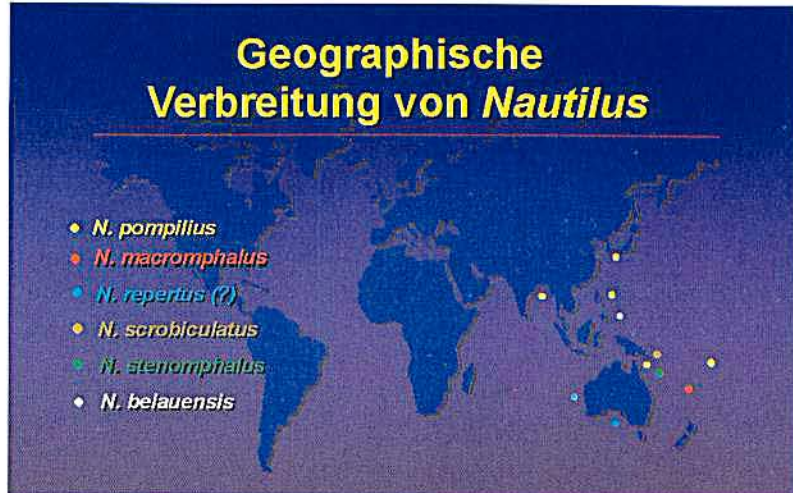 Geographische
Verbreitung von Nautilus
N. pompilius
N. macromphalus
N. repertus (?)
N. scrobiculatus
N. stenomphalus
N. belauensis